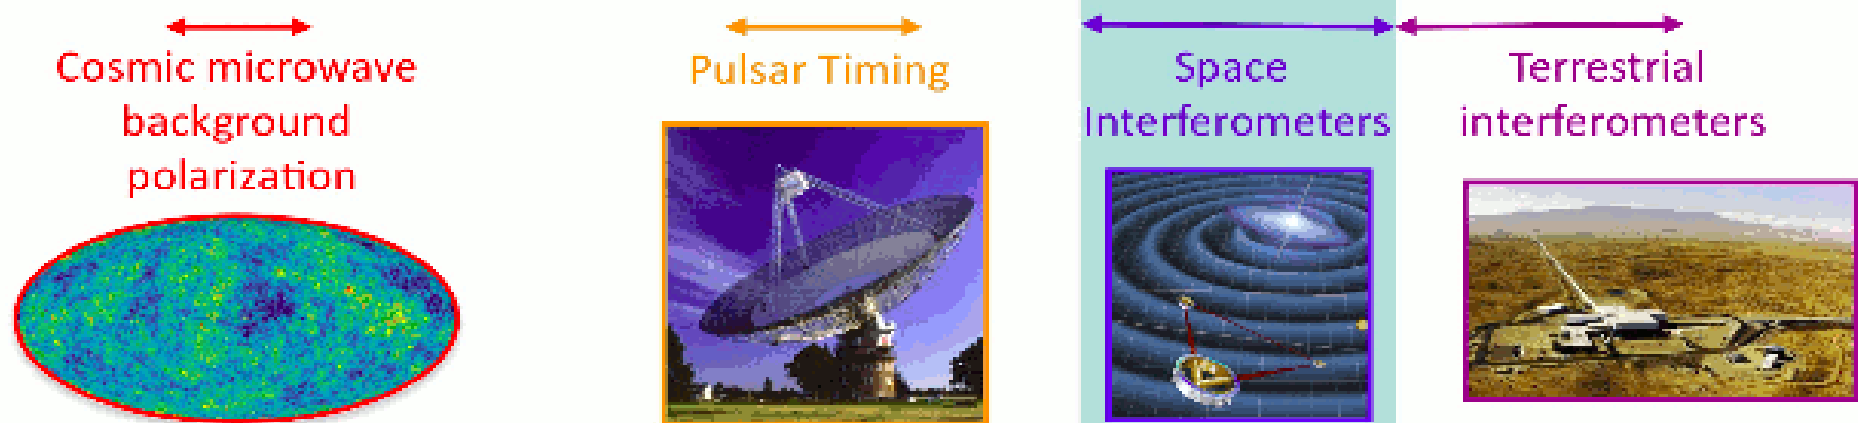 Cosmic microwave
background
polarization
Pulsar Timing
Space
Interferometers
Terrestrial
interferometers